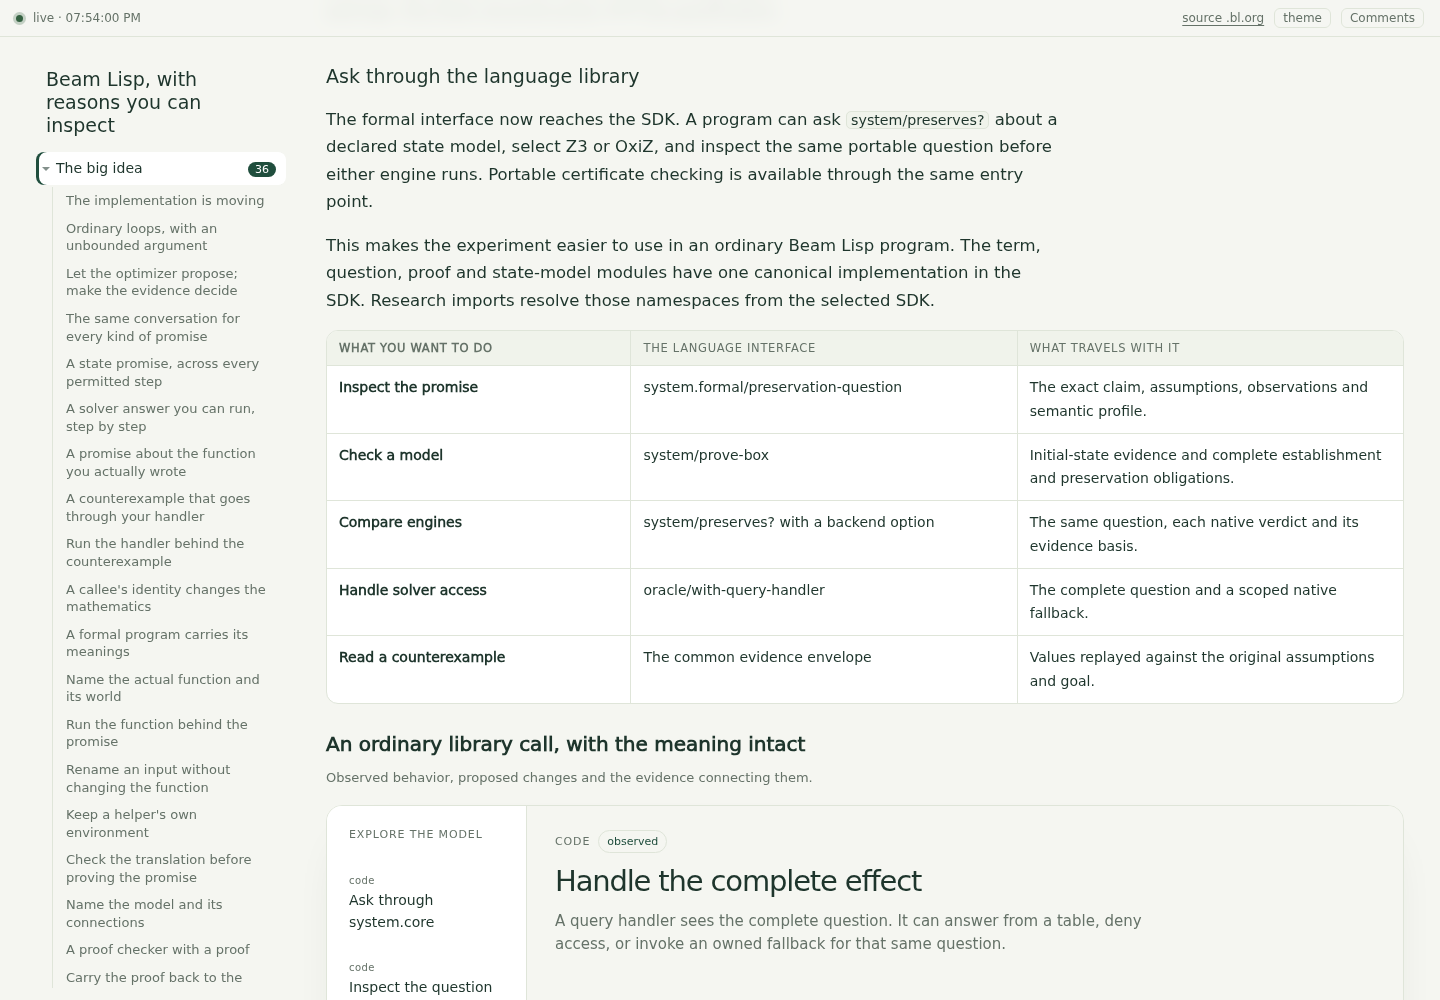 live · 07:54:00 PM
source .bl.org
theme
Comments
Beam Lisp, with
reasons you can
inspect
The big idea
36
The implementation is moving
Ordinary loops, with an
unbounded argument
Let the optimizer propose;
make the evidence decide
The same conversation for
every kind of promise
A state promise, across every
permitted step
A solver answer you can run,
step by step
A promise about the function
you actually wrote
A counterexample that goes
through your handler
Run the handler behind the
counterexample
A callee's identity changes the
mathematics
A formal program carries its
meanings
Name the actual function and
its world
Run the function behind the
promise
Rename an input without
changing the function
Keep a helper's own
environment
Check the translation before
proving the promise
Name the model and its
connections
A proof checker with a proof
Carry the proof back to the
Ask through the language library
The formal interface now reaches the SDK. A program can ask system/preserves? about a
declared state model, select Z3 or OxiZ, and inspect the same portable question before
either engine runs. Portable certificate checking is available through the same entry
point.
This makes the experiment easier to use in an ordinary Beam Lisp program. The term,
question, proof and state-model modules have one canonical implementation in the
SDK. Research imports resolve those namespaces from the selected SDK.
WHAT YOU WANT TO DO
THE LANGUAGE INTERFACE
WHAT TRAVELS WITH IT
Inspect the promise
system.formal/preservation-question
The exact claim, assumptions, observations and
semantic profile.
Check a model
system/prove-box
Initial-state evidence and complete establishment
and preservation obligations.
Compare engines
system/preserves? with a backend option
The same question, each native verdict and its
evidence basis.
Handle solver access
oracle/with-query-handler
The complete question and a scoped native
fallback.
Read a counterexample
The common evidence envelope
Values replayed against the original assumptions
and goal.
An ordinary library call, with the meaning intact
Observed behavior, proposed changes and the evidence connecting them.
EXPLORE THE MODEL
code
Ask through
system.core
code
Inspect the question
CODE
observed
Handle the complete effect
A query handler sees the complete question. It can answer from a table, deny
access, or invoke an owned fallback for that same question.